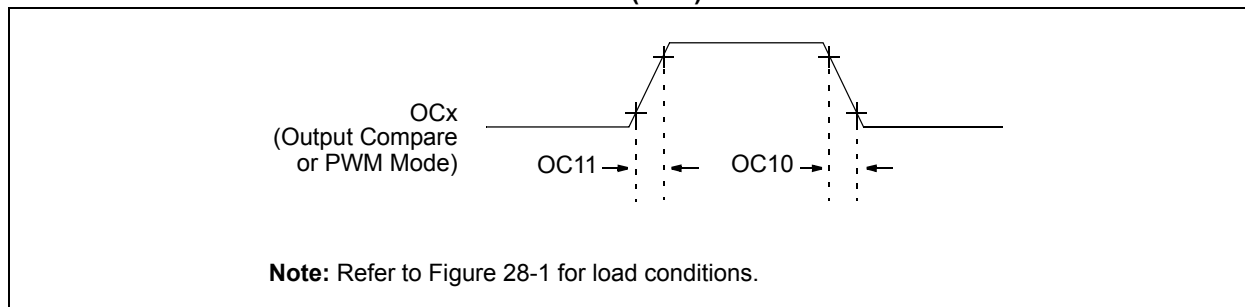 OCx
(Output Compare
or PWM Mode)
OC11
OC10
Note: Refer to Figure 28-1 for load conditions.